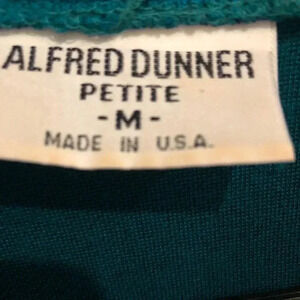 ALFRED DUNNER
PETITE
- M -
MADE IN U.S.A.